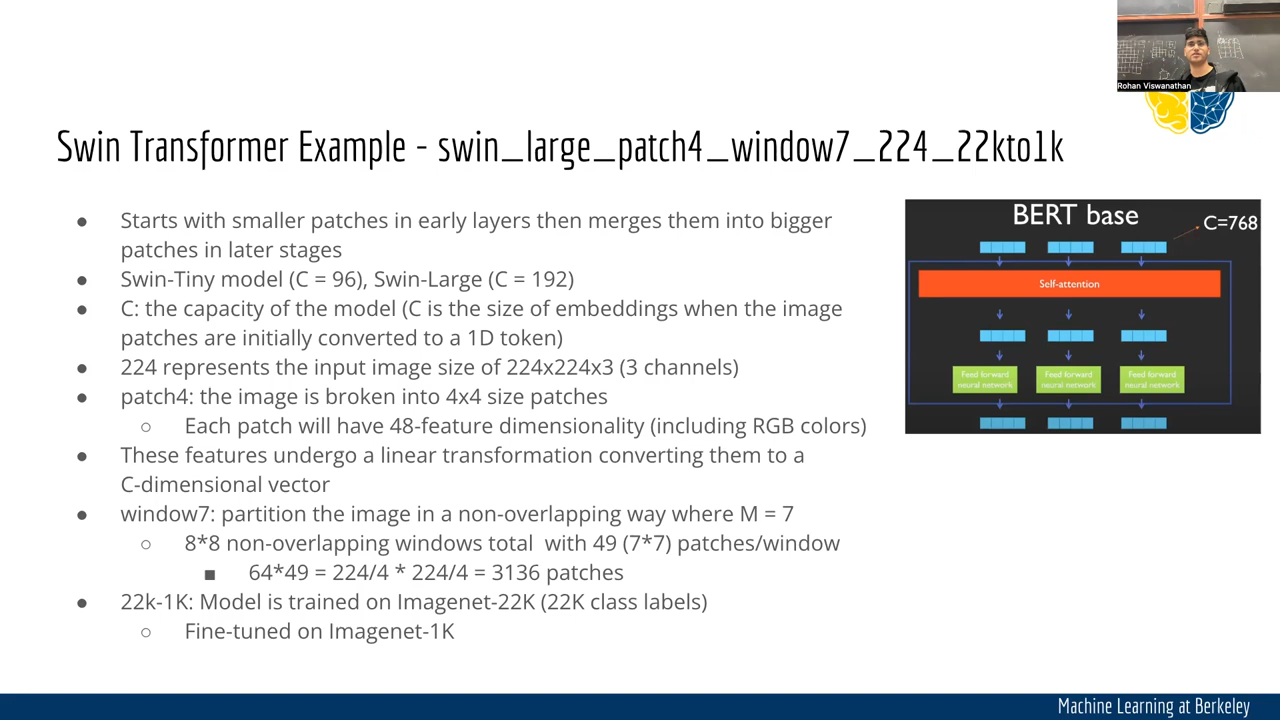 Rohan Viswanathan
Swin Transformer Example - swin_large_patch4_window7_224_22kto1k
● Starts with smaller patches in early layers then merges them into bigger
patches in later stages
● Swin-Tiny model (C = 96), Swin-Large (C = 192)
● C: the capacity of the model (C is the size of embeddings when the image
patches are initially converted to a 1D token)
● 224 represents the input image size of 224x224x3 (3 channels)
● patch4: the image is broken into 4x4 size patches
○ Each patch will have 48-feature dimensionality (including RGB colors)
● These features undergo a linear transformation converting them to a
C-dimensional vector
● window7: partition the image in a non-overlapping way where M = 7
○ 8*8 non-overlapping windows total with 49 (7*7) patches/window
■ 64*49 = 224/4 * 224/4 = 3136 patches
● 22k-1K: Model is trained on Imagenet-22K (22K class labels)
○ Fine-tuned on Imagenet-1K
BERT base
C=768
Self-attention
Feed forward neural network
Feed forward neural network
Feed forward neural network
Machine Learning at Berkeley